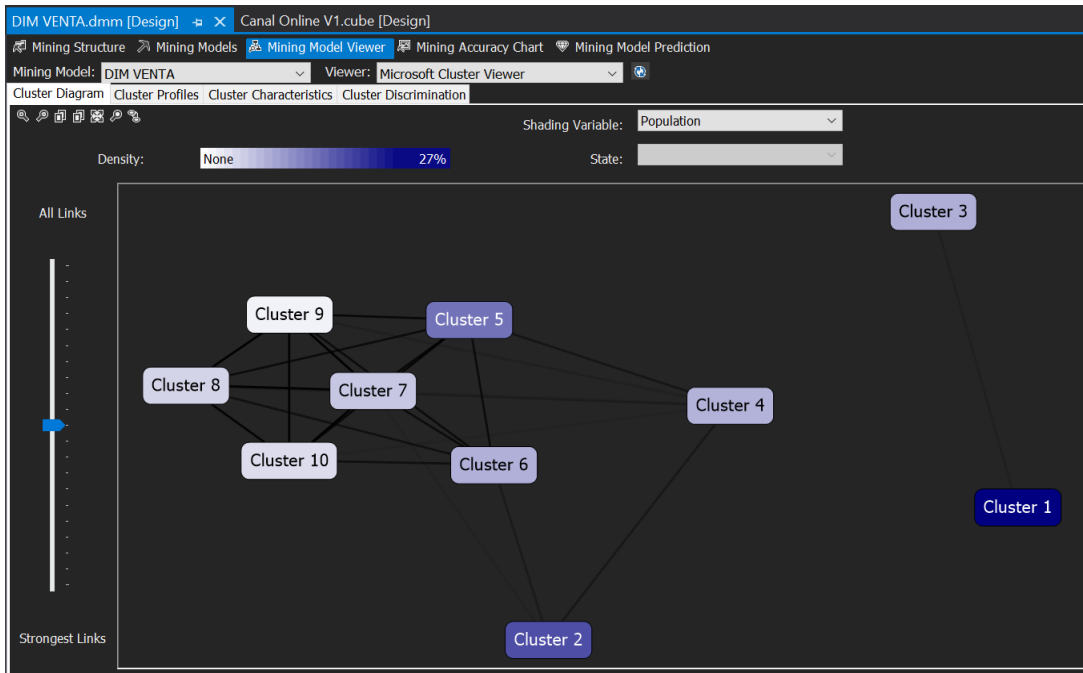 DIM VENTA.dmm [Design] Canal Online V1.cube [Design]
Mining Structure Mining Models Mining Model Viewer Mining Accuracy Chart Mining Model Prediction
Mining Model: DIM VENTA Viewer: Microsoft Cluster Viewer
Cluster Diagram Cluster Profiles Cluster Characteristics Cluster Discrimination
Shading Variable: Population
Density: None 27% State:
All Links
Cluster 3
Cluster 9
Cluster 5
Cluster 8
Cluster 7
Cluster 4
Cluster 10
Cluster 6
Cluster 1
Strongest Links
Cluster 2